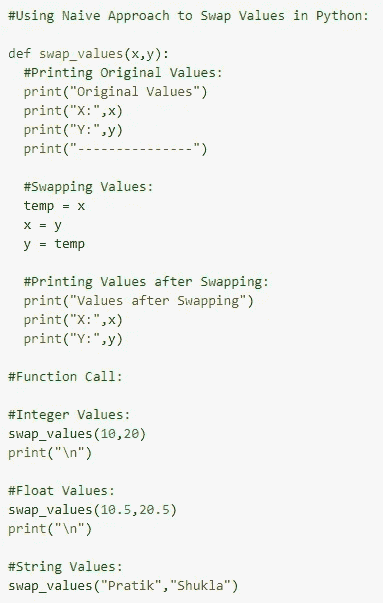 #Using Naive Approach to Swap Values in Python:
def swap_values(x,y):
#Printing Original Values:
print("Original Values")
print("X:",x)
print("Y:",y)
print("---------------")
#Swapping Values:
temp = x
x = y
y = temp
#Printing Values after Swapping:
print("Values after Swapping")
print("X:",x)
print("Y:",y)
#Function Call:
#Integer Values:
swap_values(10,20)
print("\n")
#Float Values:
swap_values(10.5,20.5)
print("\n")
#String Values:
swap_values("Pratik","Shukla")